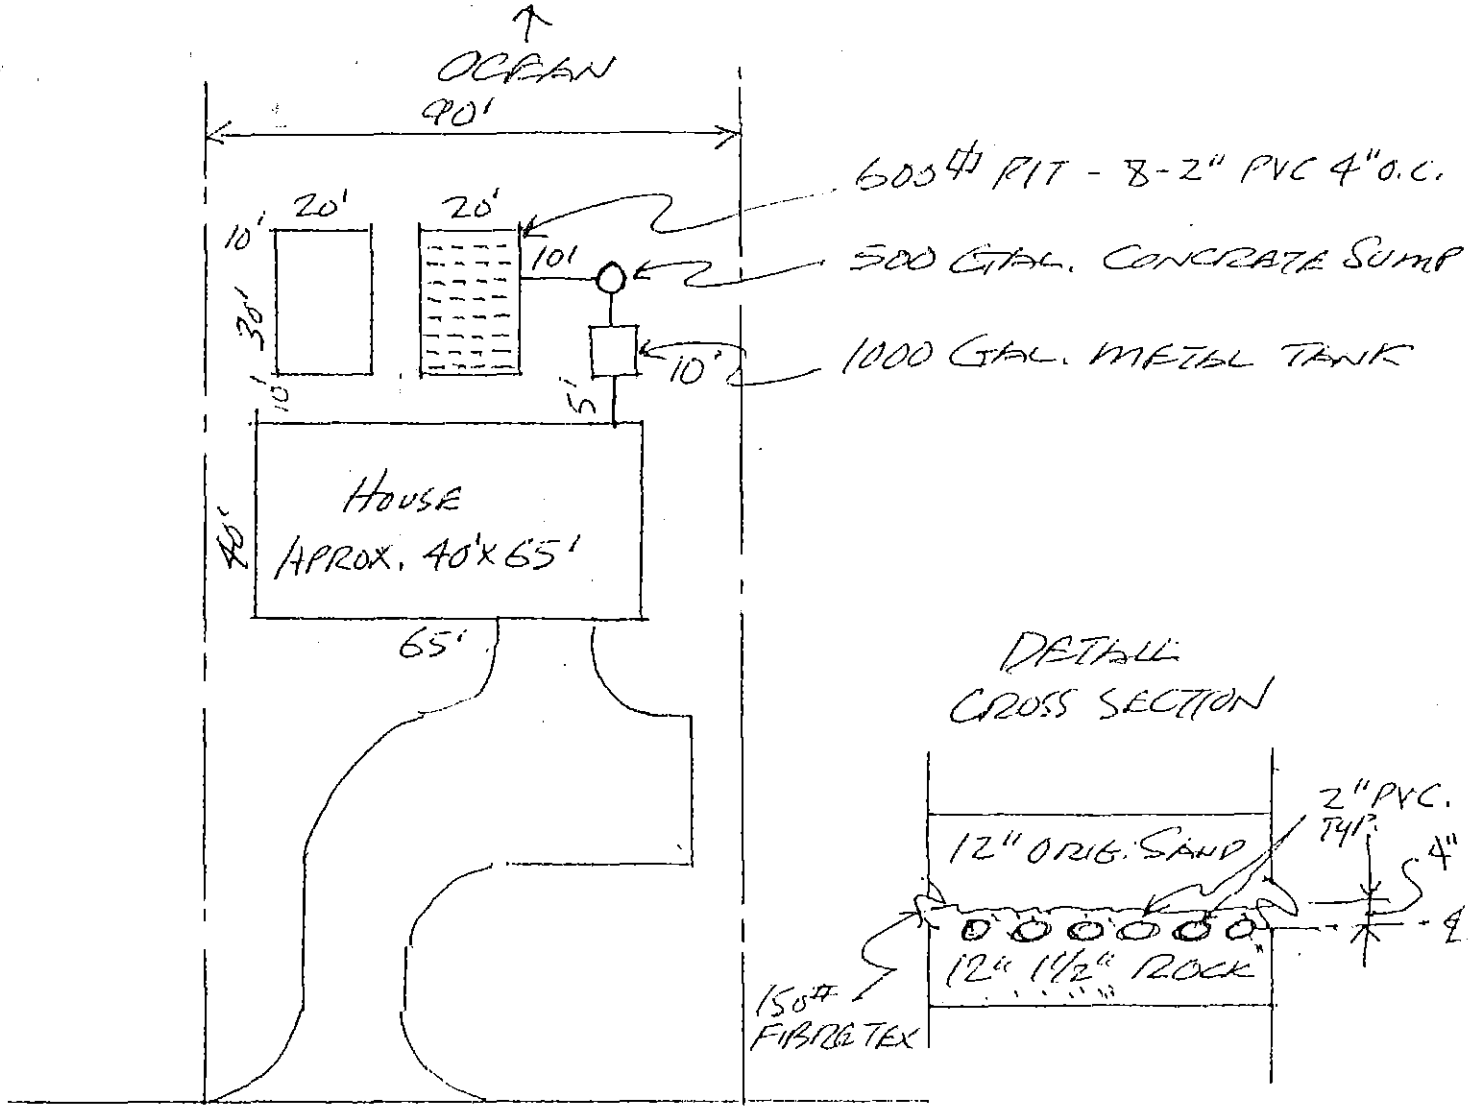 ↑
OCEAN
90'
600# PIT - 8-2" PVC 4" O.C.
20' 20'
10'
10'
500 GAL. CONCRATE SUMP
30'
10'
1000 GAL. METAL TANK
10'
5'
HOUSE
APROX. 40'X65'
40'
65'
DETAIL
CROSS SECTION
2" PVC.
TYP.
12" ORIG. SAND
4"
12" 1 1/2" ROCK
150#
FIBRETEX